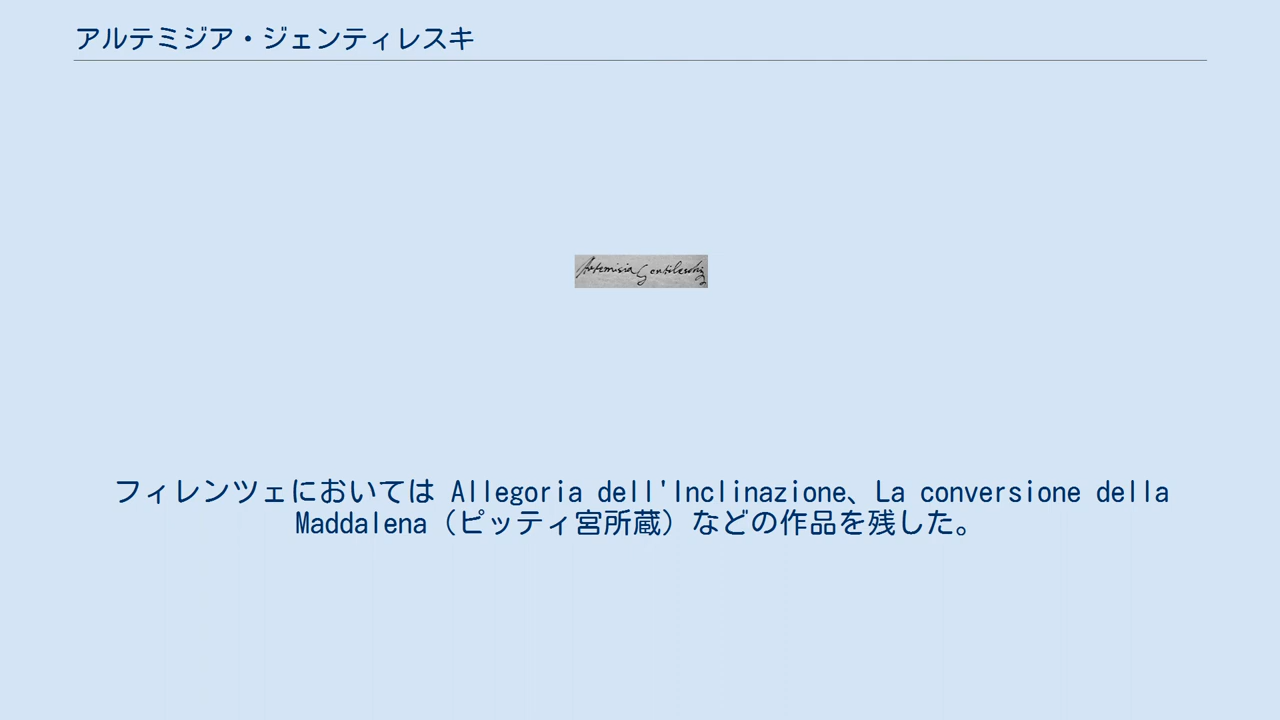 アルテミジア・ジェンティレスキ
Artemisia Gentileschi
フィレンツェにおいては Allegoria dell'Inclinazione、La conversione della
Maddalena（ピッティ宮所蔵）などの作品を残した。